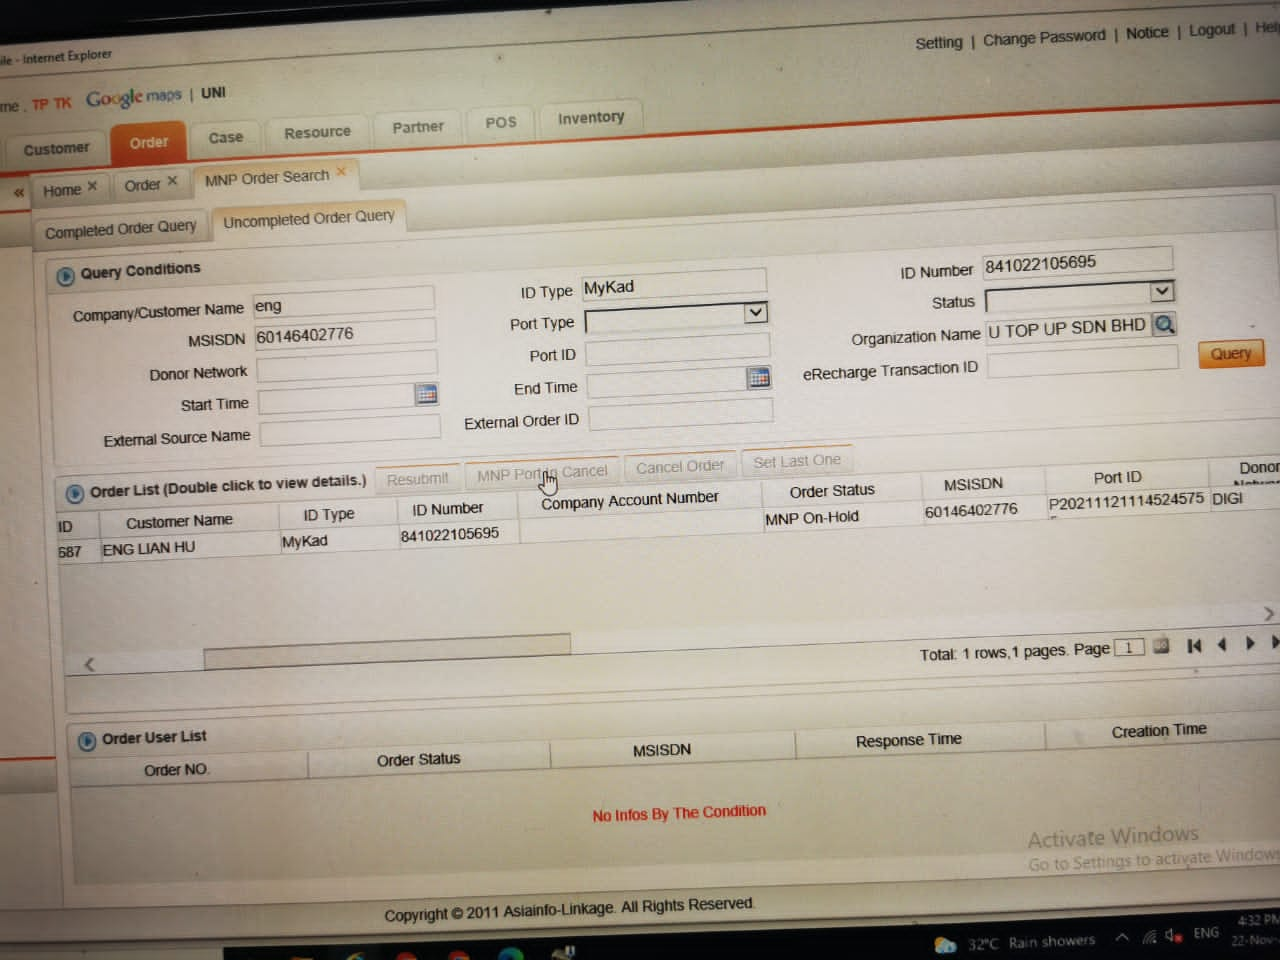 ile - Internet Explorer
Setting | Change Password | Notice | Logout | Hel
me . TP TK Google maps | UNI
Customer Order Case Resource Partner POS Inventory
« Home × Order × MNP Order Search ×
Completed Order Query Uncompleted Order Query
Query Conditions
Company/Customer Name eng ID Type MyKad ID Number 841022105695
MSISDN 60146402776 Port Type Status
Donor Network Port ID Organization Name U TOP UP SDN BHD
Start Time End Time eRecharge Transaction ID Query
External Source Name External Order ID
Order List (Double click to view details.) Resubmit MNP Port In Cancel Cancel Order Set Last One
ID Customer Name ID Type ID Number Company Account Number Order Status MSISDN Port ID Donor
587 ENG LIAN HU MyKad 841022105695 MNP On-Hold 60146402776 P20211121114524575 DIGI
Total: 1 rows,1 pages. Page 1
Order User List
Order NO. Order Status MSISDN Response Time Creation Time
No Infos By The Condition
Activate Windows
Go to Settings to activate Windows
Copyright © 2011 Asiainfo-Linkage. All Rights Reserved.
32°C Rain showers ENG 4:32 PM
22-Nov-